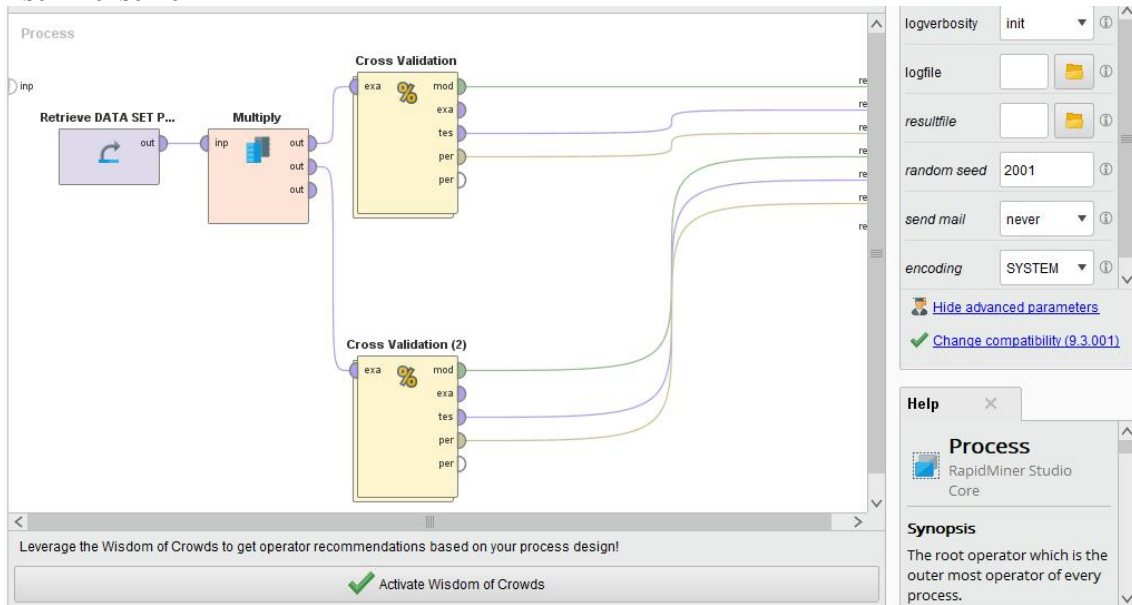 Process
inp
Retrieve DATA SET P...
out
Multiply
inp
out
out
out
Cross Validation
exa
mod
exa
tes
per
per
Cross Validation (2)
exa
mod
exa
tes
per
per
re
re
re
re
re
re
re
Leverage the Wisdom of Crowds to get operator recommendations based on your process design!
Activate Wisdom of Crowds
logverbosity
init
logfile
resultfile
random seed
2001
send mail
never
encoding
SYSTEM
Hide advanced parameters
Change compatibility (9.3.001)
Help
Process
RapidMiner Studio
Core
Synopsis
The root operator which is the
outer most operator of every
process.